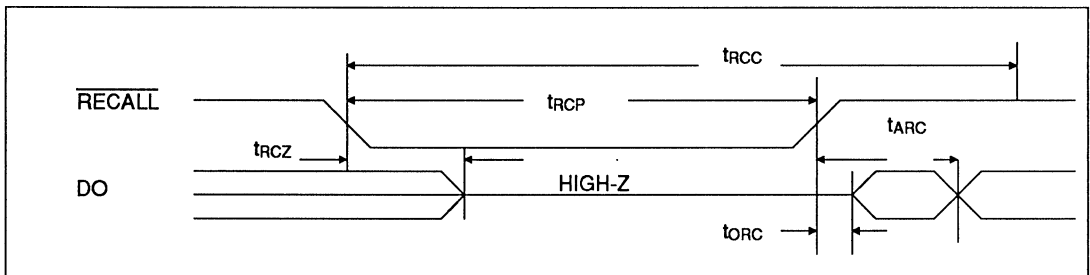 tRCC
RECALL
tRCP
tARC
tRCZ
DO
HIGH-Z
tORC